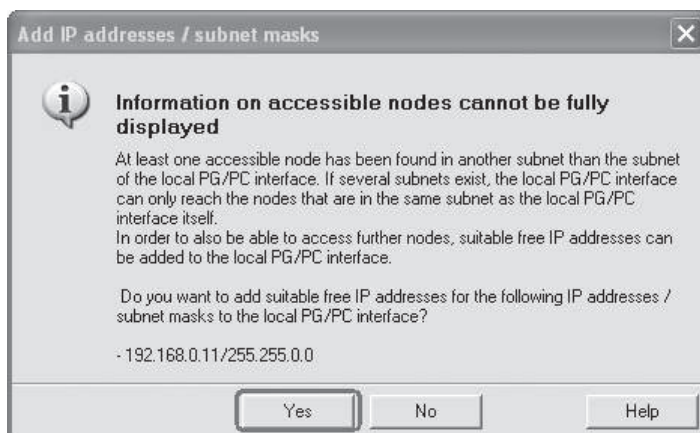 Add IP addresses / subnet masks
Information on accessible nodes cannot be fully
displayed
At least one accessible node has been found in another subnet than the subnet
of the local PG/PC interface. If several subnets exist, the local PG/PC interface
can only reach the nodes that are in the same subnet as the local PG/PC
interface itself.
In order to also be able to access further nodes, suitable free IP addresses can
be added to the local PG/PC interface.
Do you want to add suitable free IP addresses for the following IP addresses /
subnet masks to the local PG/PC interface?
- 192.168.0.11/255.255.0.0
Yes No Help